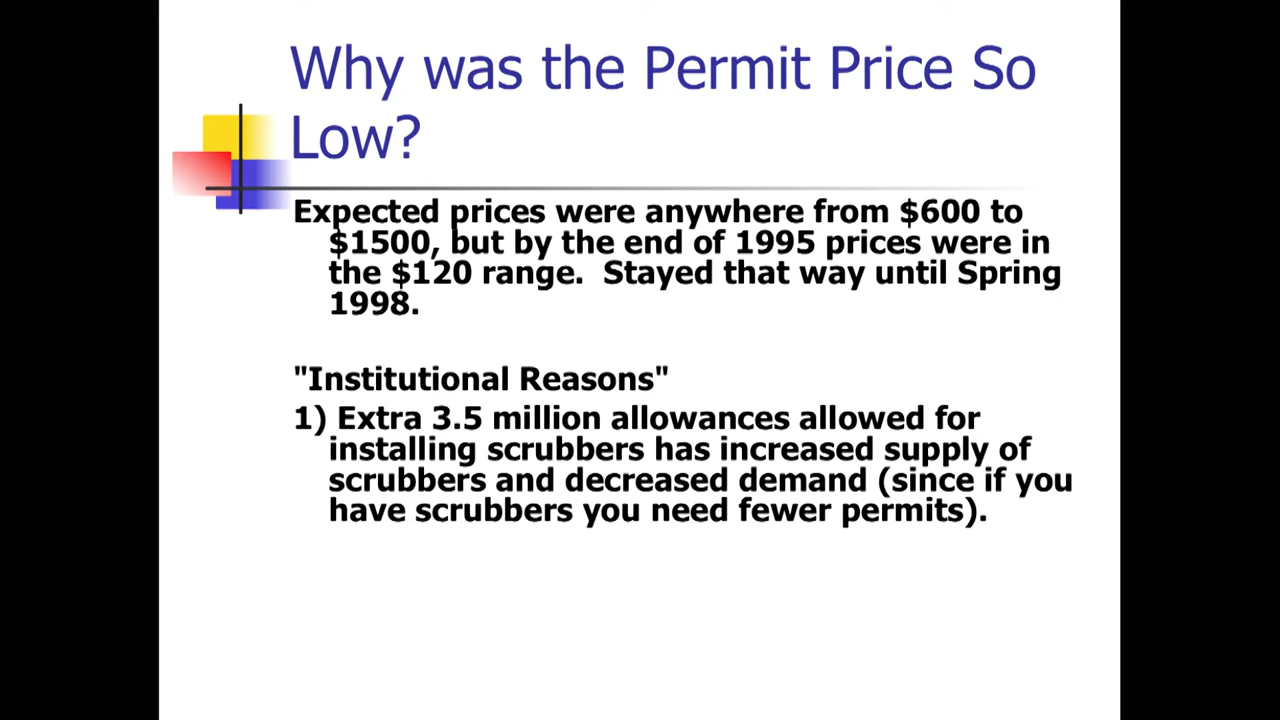 Why was the Permit Price So
Low?
Expected prices were anywhere from $600 to
$1500, but by the end of 1995 prices were in
the $120 range.  Stayed that way until Spring
1998.
"Institutional Reasons"
1) Extra 3.5 million allowances allowed for
installing scrubbers has increased supply of
scrubbers and decreased demand (since if you
have scrubbers you need fewer permits).